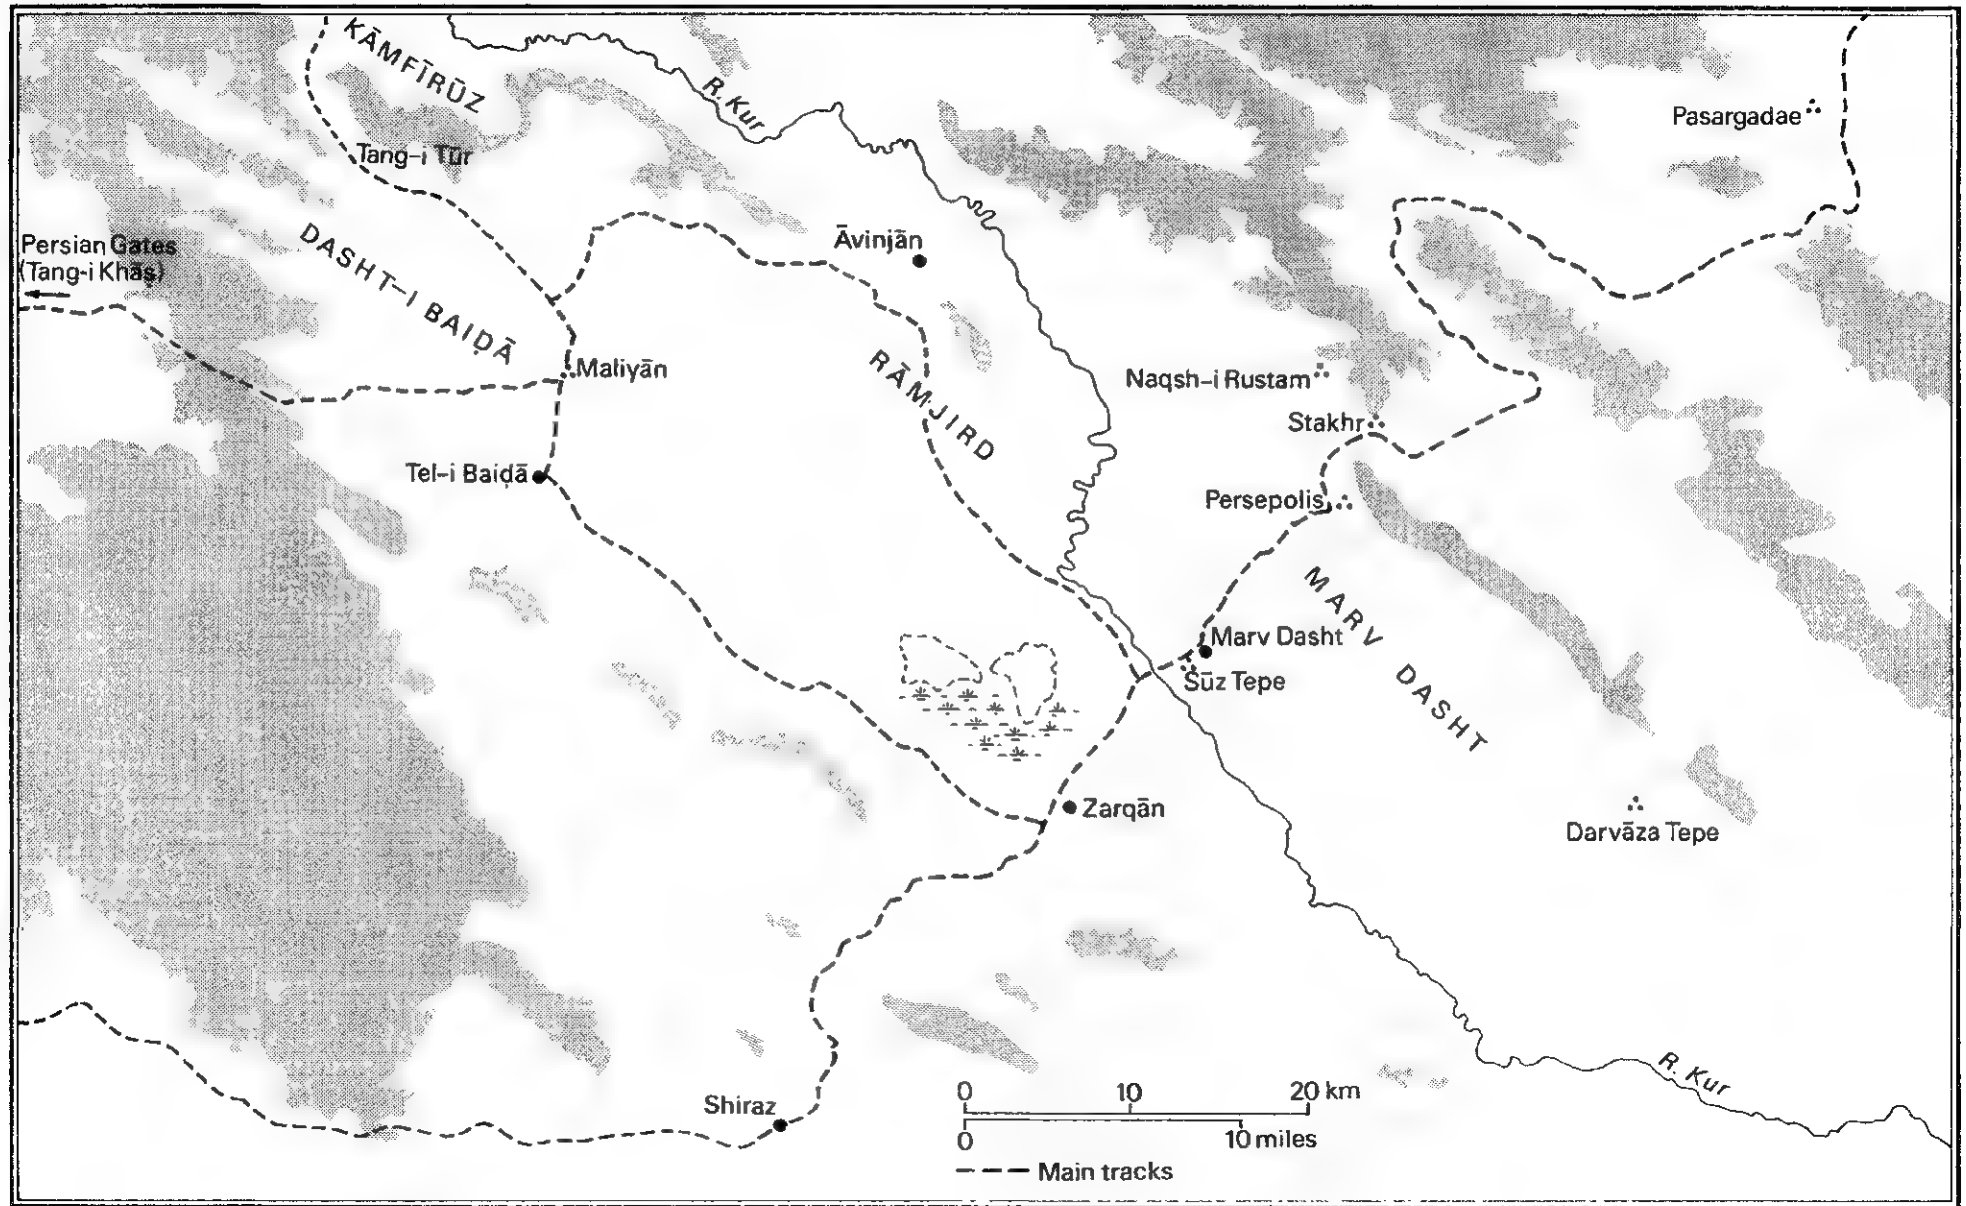 KĀMFĪRŪZ
R. Kur
Pasargadae
Tang-i Tūr
Persian Gates
(Tang-i Khāṣ)
DASHT-I BAIḌĀ
Āvinjān
Maliyān
RĀMJIRD
Naqsh-i Rustam
Stakhr
Tel-i Baiḍā
Persepolis
MARV DASHT
Marv Dasht
Sūz Tepe
Zarqān
Darvāza Tepe
R. Kur
Shiraz
0 10 20 km
0 10 miles
Main tracks